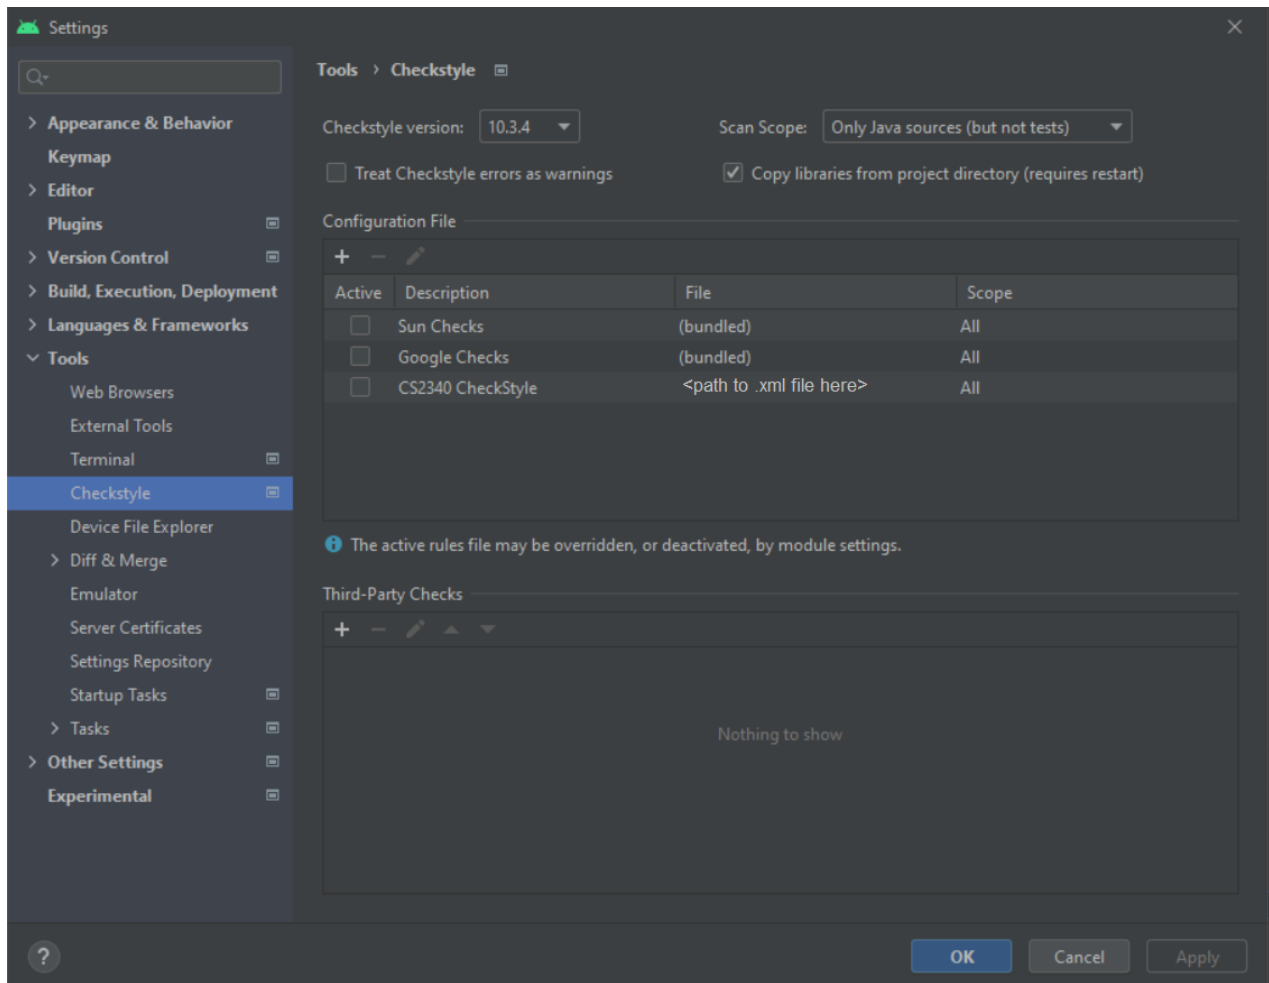 Settings
Tools › Checkstyle
Appearance & Behavior
Keymap
Editor
Plugins
Version Control
Build, Execution, Deployment
Languages & Frameworks
Tools
Web Browsers
External Tools
Terminal
Checkstyle
Device File Explorer
Diff & Merge
Emulator
Server Certificates
Settings Repository
Startup Tasks
Tasks
Other Settings
Experimental
Checkstyle version: 10.3.4 Scan Scope: Only Java sources (but not tests)
Treat Checkstyle errors as warnings Copy libraries from project directory (requires restart)
Configuration File
Active Description File Scope
Sun Checks (bundled) All
Google Checks (bundled) All
CS2340 CheckStyle <path to .xml file here> All
The active rules file may be overridden, or deactivated, by module settings.
Third-Party Checks
Nothing to show
? OK Cancel Apply